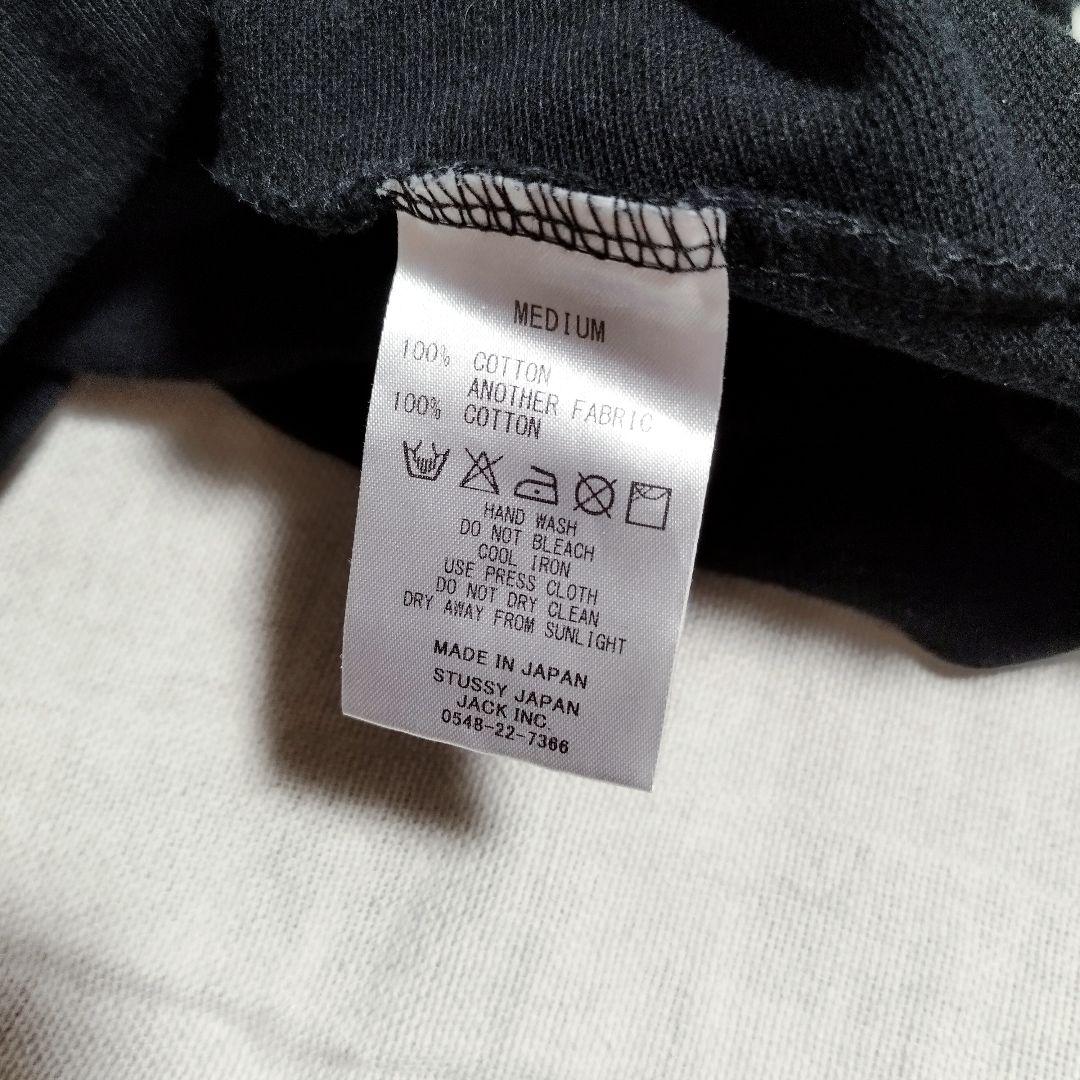 MEDIUM
100% COTTON
ANOTHER FABRIC
100% COTTON
HAND WASH
DO NOT BLEACH
COOL IRON
USE PRESS CLOTH
DO NOT DRY CLEAN
DRY AWAY FROM SUNLIGHT
MADE IN JAPAN
STUSSY JAPAN
JACK INC.
0548-22-7366